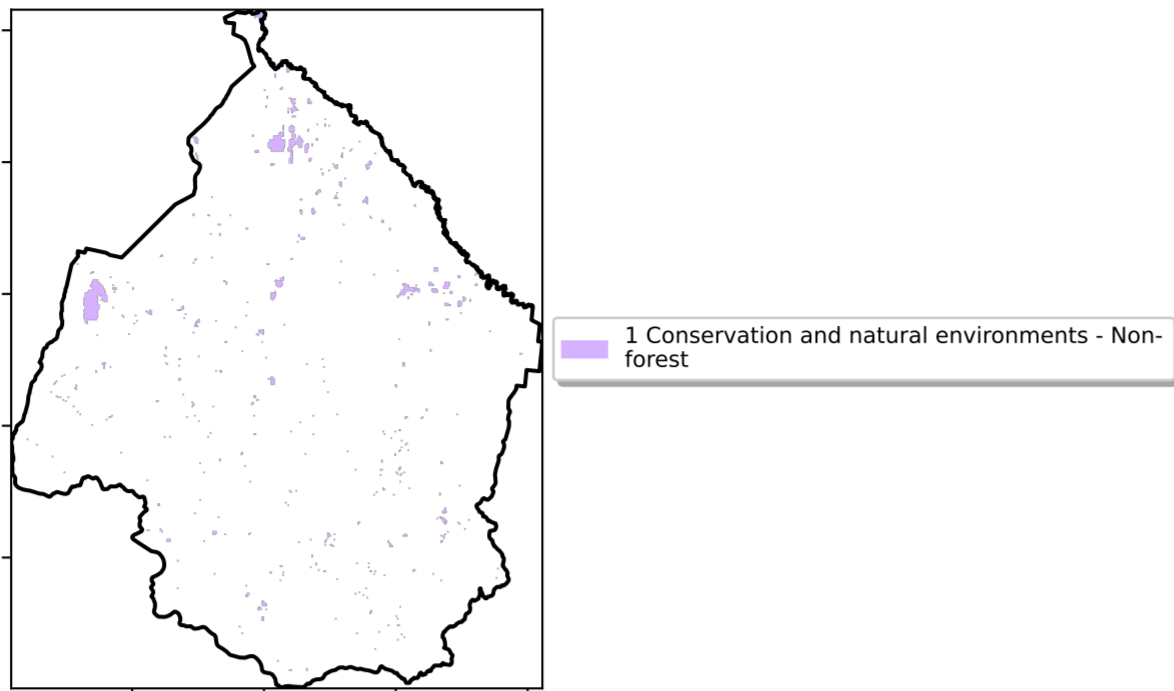 1 Conservation and natural environments - Non-
forest